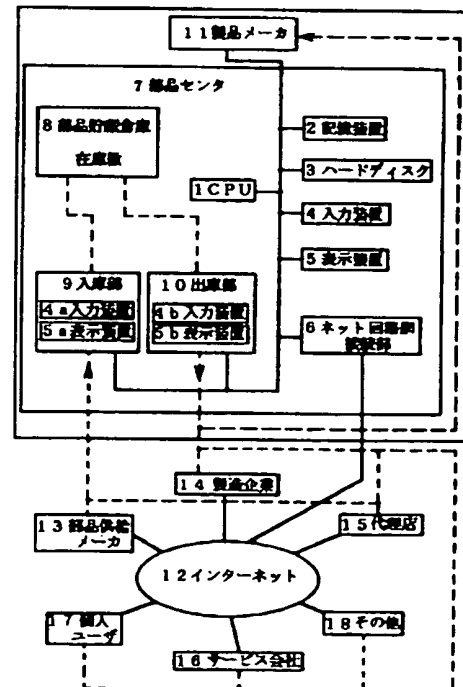 11製品メーカ
7部品センタ
8部品貯蔵倉庫
在庫数
2記憶装置
3ハードディスク
1CPU
4入力装置
5表示装置
9入庫部
4a入力装置
5a表示装置
10出庫部
4b入力装置
5b表示装置
6ネット回路網
14製造企業
13部品供給
メーカ
15代理店
12インターネット
17個人
ユーザ
18その他
16サービス会社